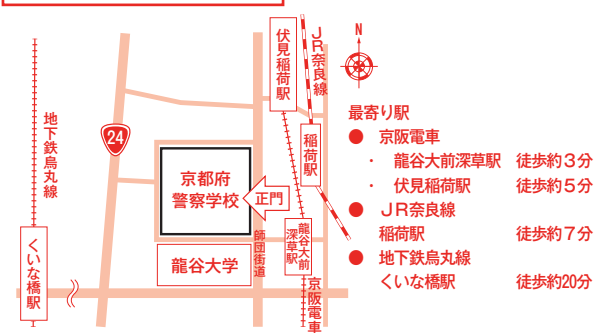 伏見稲荷駅
JR奈良線
N
地下鉄烏丸線
24
稲荷駅
京都府
警察学校
正門
師団街道
龍谷大前
深草駅
龍谷大学
くいな橋駅
京阪電車
最寄り駅
● 京阪電車
・ 龍谷大前深草駅 徒歩約3分
・ 伏見稲荷駅 徒歩約5分
● JR奈良線
稲荷駅 徒歩約7分
● 地下鉄烏丸線
くいな橋駅 徒歩約20分